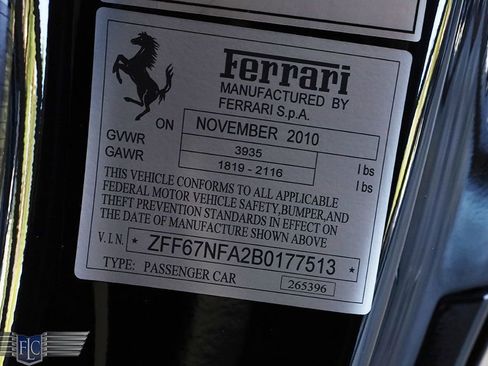 Ferrari
MANUFACTURED BY
FERRARI S.p.A.
ON NOVEMBER 2010
GVWR 3935 lbs
GAWR 1819 - 2116 lbs
THIS VEHICLE CONFORMS TO ALL APPLICABLE
FEDERAL MOTOR VEHICLE SAFETY, BUMPER, AND
THEFT PREVENTION STANDARDS IN EFFECT ON
THE DATE OF MANUFACTURE SHOWN ABOVE
V.I.N. * ZFF67NFA2B0177513 *
TYPE: PASSENGER CAR 265396
FLC